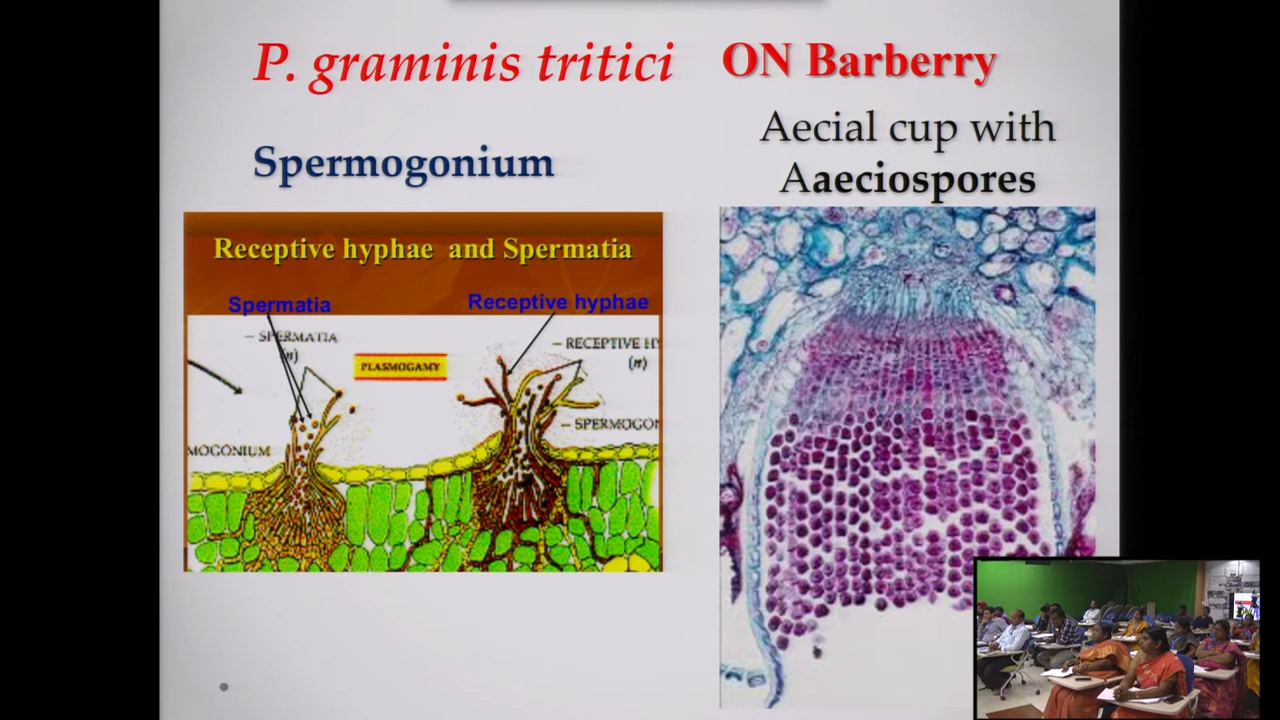 P. graminis tritici ON Barberry
Spermogonium
Aecial cup with
Aaeciospores
Receptive hyphae and Spermatia
Spermatia
Receptive hyphae
– SPERMATIA
(n)
PLASMOGAMY
– RECEPTIVE HY
(n)
– SPERMOGON
MOGONIUM